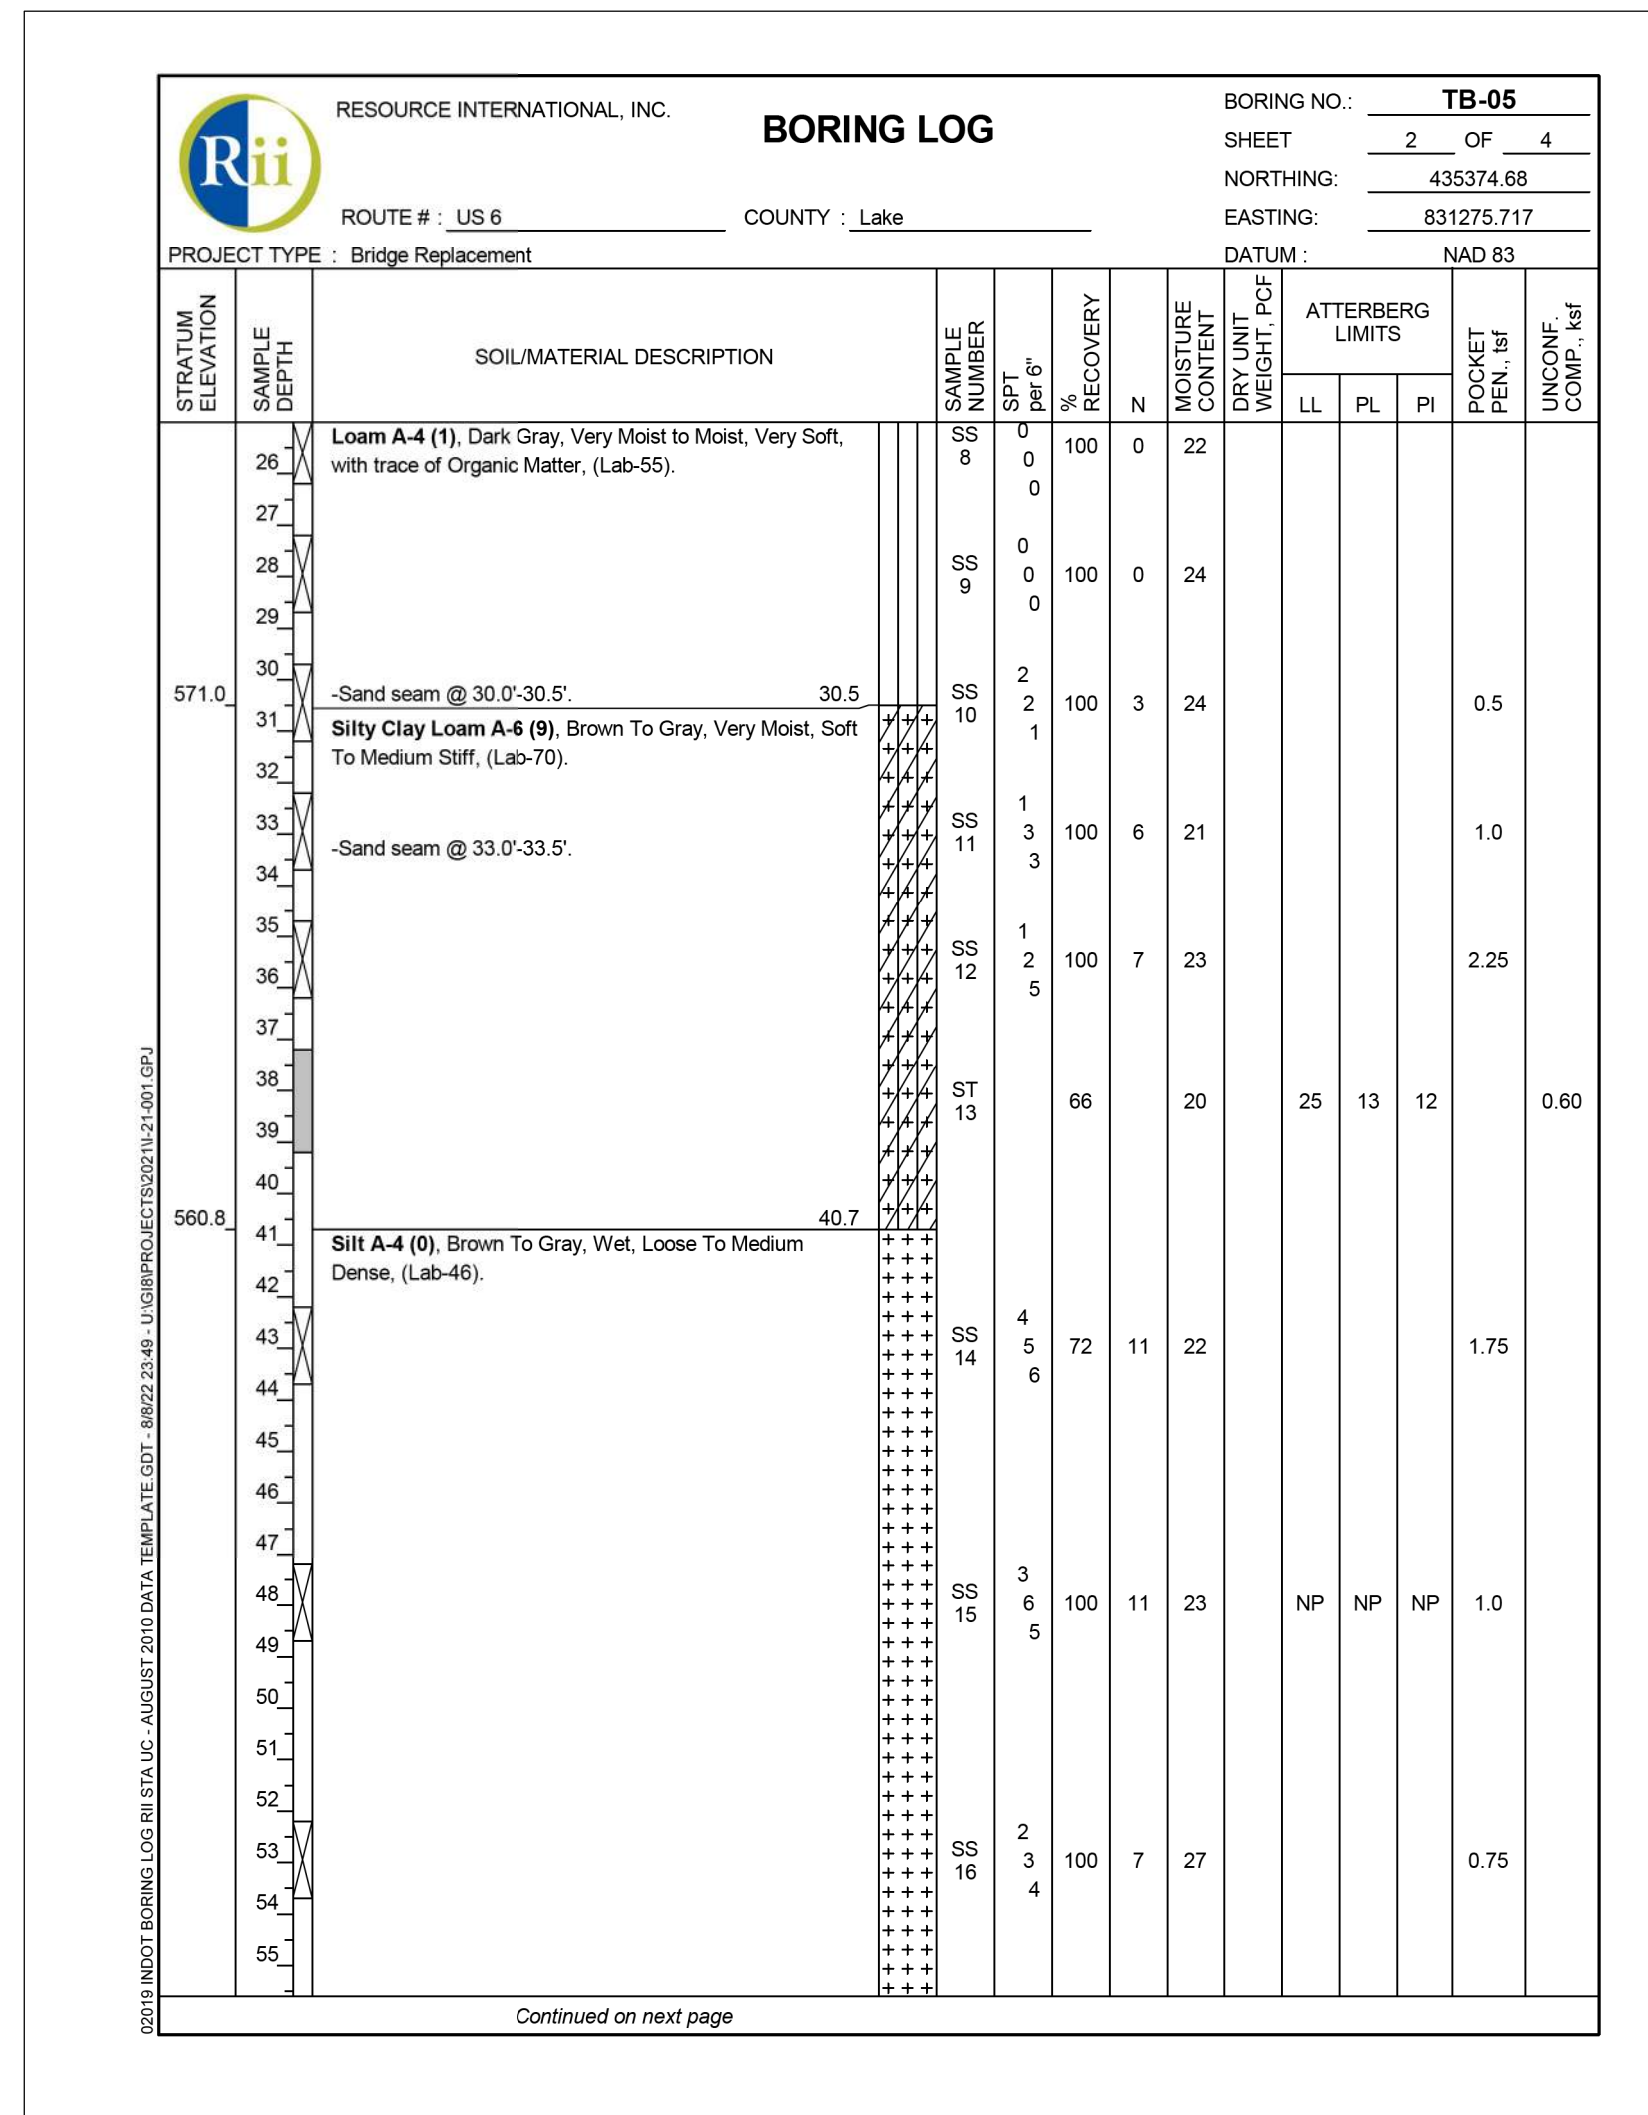 Rii
RESOURCE INTERNATIONAL, INC.
BORING LOG
BORING NO.: TB-05
SHEET 2 OF 4
NORTHING: 435374.68
EASTING: 831275.717
DATUM : NAD 83
ROUTE # : US 6 COUNTY : Lake
PROJECT TYPE : Bridge Replacement
STRATUM ELEVATION
SAMPLE DEPTH
SOIL/MATERIAL DESCRIPTION
SAMPLE NUMBER
SPT per 6"
% RECOVERY
N
MOISTURE CONTENT
DRY UNIT WEIGHT, PCF
ATTERBERG LIMITS
LL PL PI
POCKET PEN., tsf
UNCONF. COMP., ksf
Loam A-4 (1), Dark Gray, Very Moist to Moist, Very Soft,
with trace of Organic Matter, (Lab-55).
26
SS 8 0 0 0 100 0 22
27
28
SS 9 0 0 0 100 0 24
29
30
571.0 -Sand seam @ 30.0'-30.5'. 30.5
SS 10 2 2 1 100 3 24 0.5
31
Silty Clay Loam A-6 (9), Brown To Gray, Very Moist, Soft
To Medium Stiff, (Lab-70).
32
33
SS 11 1 3 3 100 6 21 1.0
-Sand seam @ 33.0'-33.5'.
34
35
SS 12 1 2 5 100 7 23 2.25
36
37
38
ST 13 66 20 25 13 12 0.60
39
40
560.8 40.7
41
Silt A-4 (0), Brown To Gray, Wet, Loose To Medium
Dense, (Lab-46).
42
43
SS 14 4 5 6 72 11 22 1.75
44
45
46
47
48
SS 15 3 6 5 100 11 23 NP NP NP 1.0
49
50
51
52
53
SS 16 2 3 4 100 7 27 0.75
54
55
Continued on next page
02019 INDOT BORING LOG RII STA UC - AUGUST 2010 DATA TEMPLATE.GDT - 8/8/22 23:49 - U:\GI8\PROJECTS\2021\I-21-001.GPJ